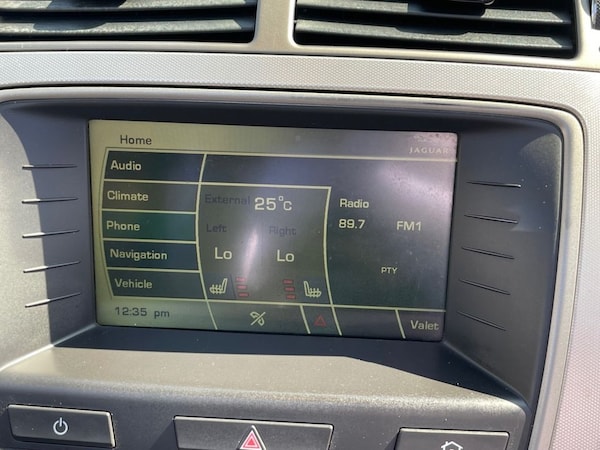 Home
JAGUAR
Audio
Climate
External 25°C
Radio
Phone
Left Right
89.7 FM1
Navigation
Lo Lo
PTY
Vehicle
12:35 pm
Valet